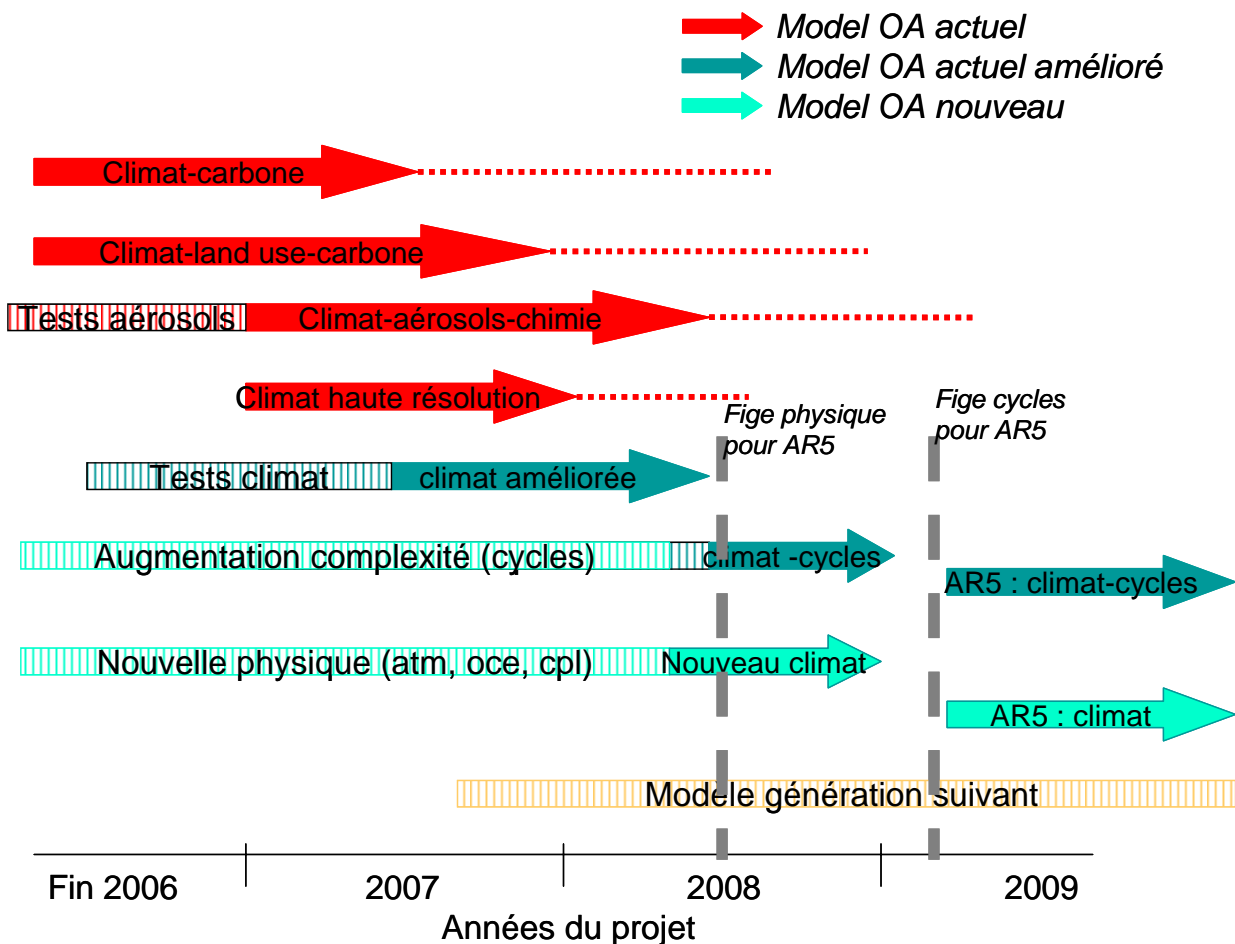 Model OA actuel
Model OA actuel amélioré
Model OA nouveau
Climat-carbone
Climat-land use-carbone
Tests aérosols
Climat-aérosols-chimie
Climat haute résolution
Fige physique
pour AR5
Fige cycles
pour AR5
Tests climat
climat améliorée
Augmentation complexité (cycles)
climat -cycles
AR5 : climat-cycles
Nouvelle physique (atm, oce, cpl)
Nouveau climat
AR5 : climat
Modèle génération suivant
Fin 2006
2007
2008
2009
Années du projet